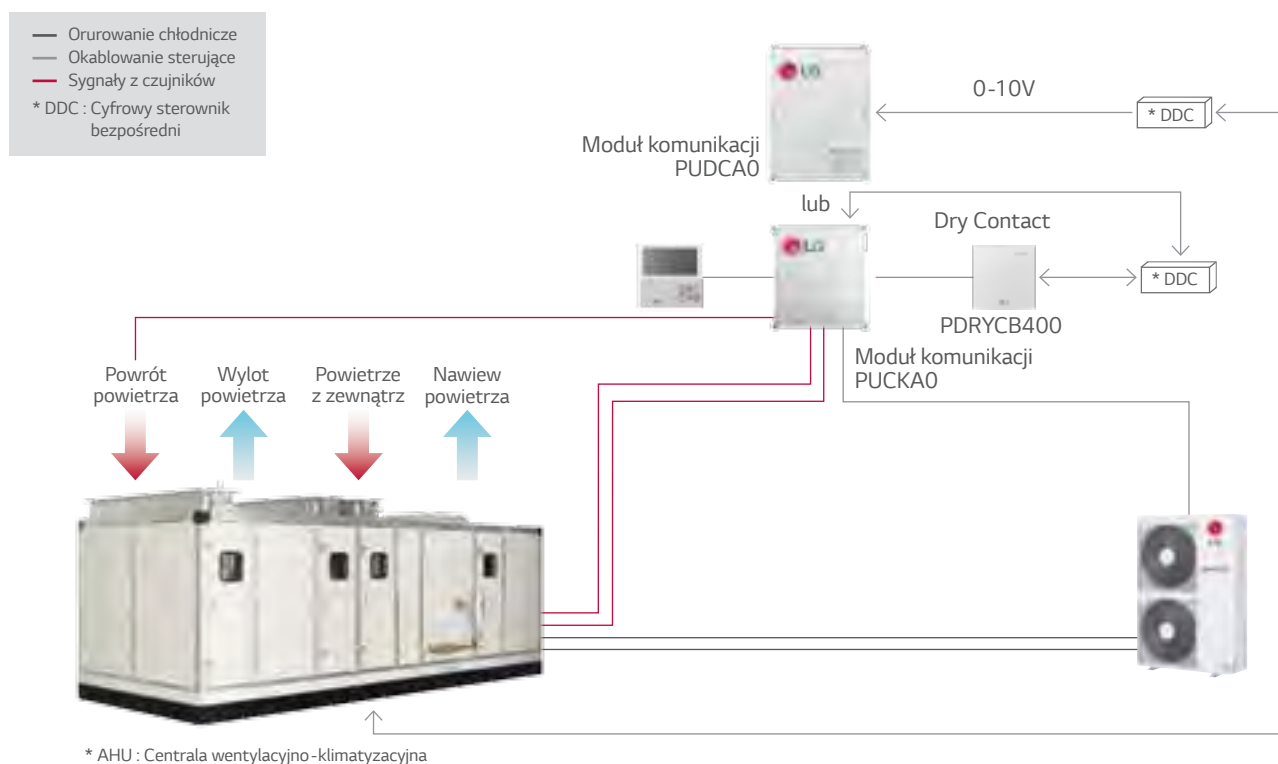 Orurowanie chłodnicze
Okablowanie sterujące
Sygnały z czujników
* DDC : Cyfrowy sterownik
bezpośredni
LG
0-10V
* DDC
Moduł komunikacji
PUDCA0
lub
Dry Contact
LG
* DDC
PDRYCB400
Moduł komunikacji
PUCKA0
Powrót
powietrza
Wylot
powietrza
Powietrze
z zewnątrz
Nawiew
powietrza
LG
* AHU : Centrala wentylacyjno-klimatyzacyjna